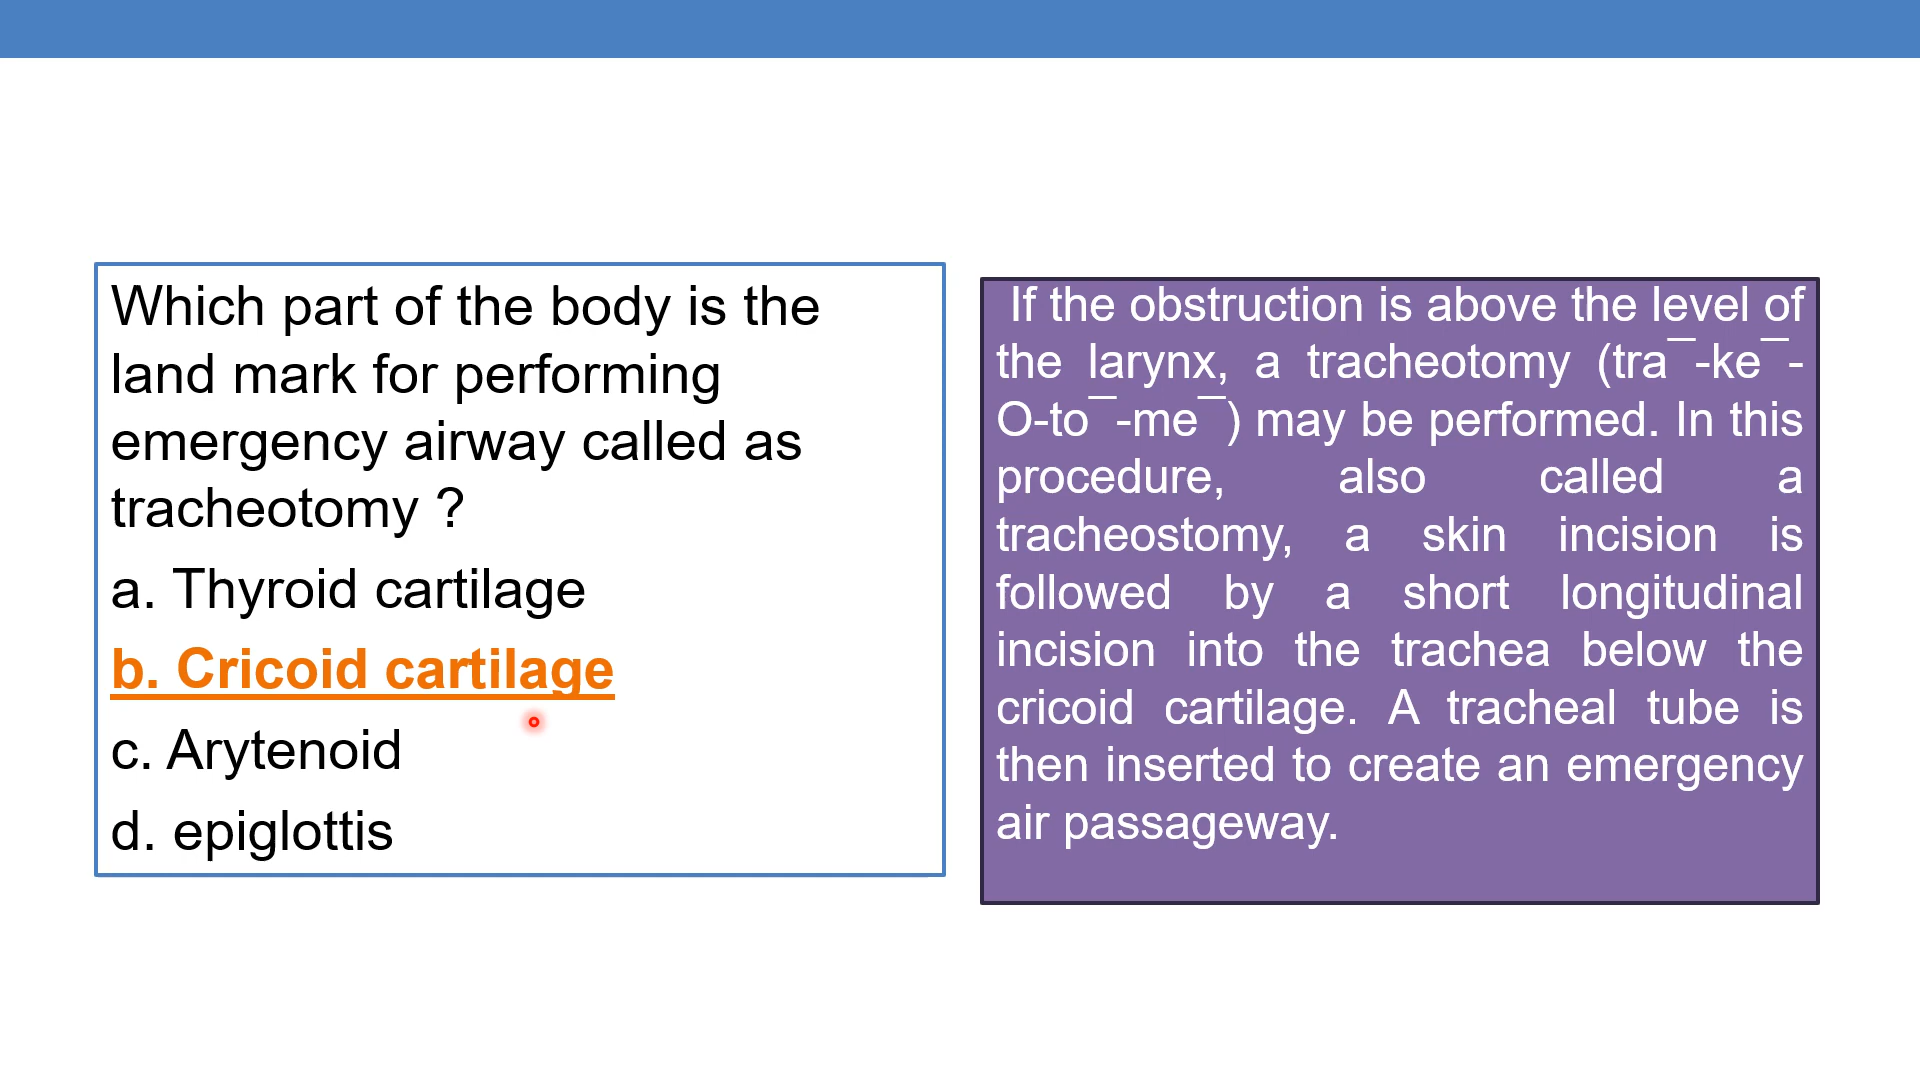 Which part of the body is the
land mark for performing
emergency airway called as
tracheotomy ?
a. Thyroid cartilage
b. Cricoid cartilage
c. Arytenoid
d. epiglottis
If the obstruction is above the level of
the larynx, a tracheotomy (tra¯-ke¯-
O-to¯-me¯) may be performed. In this
procedure, also called a
tracheostomy, a skin incision is
followed by a short longitudinal
incision into the trachea below the
cricoid cartilage. A tracheal tube is
then inserted to create an emergency
air passageway.